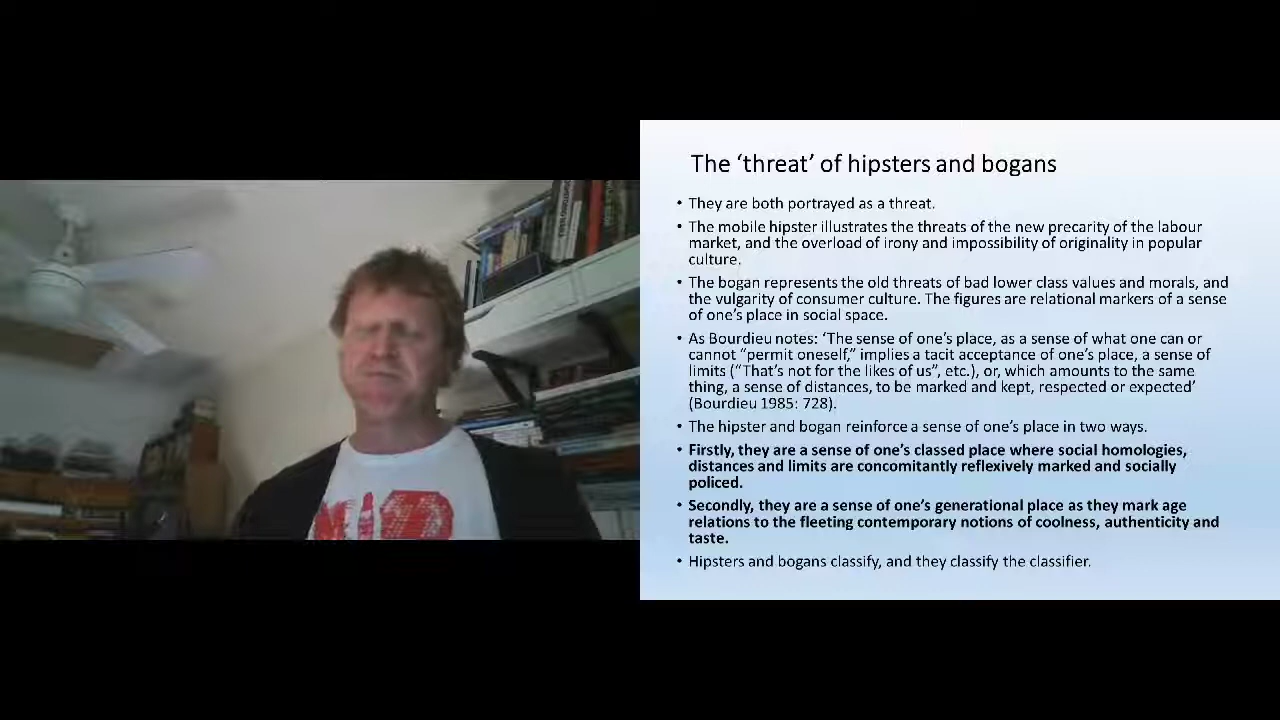 The ‘threat’ of hipsters and bogans
• They are both portrayed as a threat.
• The mobile hipster illustrates the threats of the new precarity of the labour
market, and the overload of irony and impossibility of originality in popular
culture.
• The bogan represents the old threats of bad lower class values and morals, and
the vulgarity of consumer culture. The figures are relational markers of a sense
of one’s place in social space.
• As Bourdieu notes: ‘The sense of one’s place, as a sense of what one can or
cannot “permit oneself,” implies a tacit acceptance of one’s place, a sense of
limits (“That’s not for the likes of us”, etc.), or, which amounts to the same
thing, a sense of distances, to be marked and kept, respected or expected’
(Bourdieu 1985: 728).
• The hipster and bogan reinforce a sense of one’s place in two ways.
• Firstly, they are a sense of one’s classed place where social homologies,
distances and limits are concomitantly reflexively marked and socially
policed.
• Secondly, they are a sense of one’s generational place as they mark age
relations to the fleeting contemporary notions of coolness, authenticity and
taste.
• Hipsters and bogans classify, and they classify the classifier.